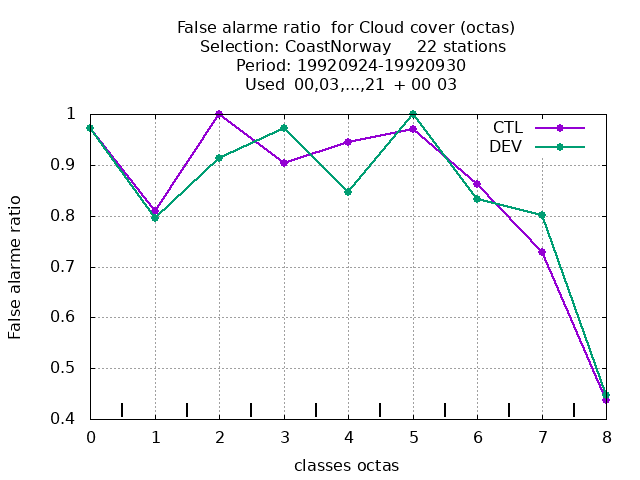 False alarme ratio  for Cloud cover (octas)
Selection: CoastNorway     22 stations
Period: 19920924-19920930
Used  00,03,...,21  + 00 03
CTL
DEV
1
0.9
0.8
0.7
0.6
0.5
0.4
False alarme ratio
0 1 2 3 4 5 6 7 8
classes octas